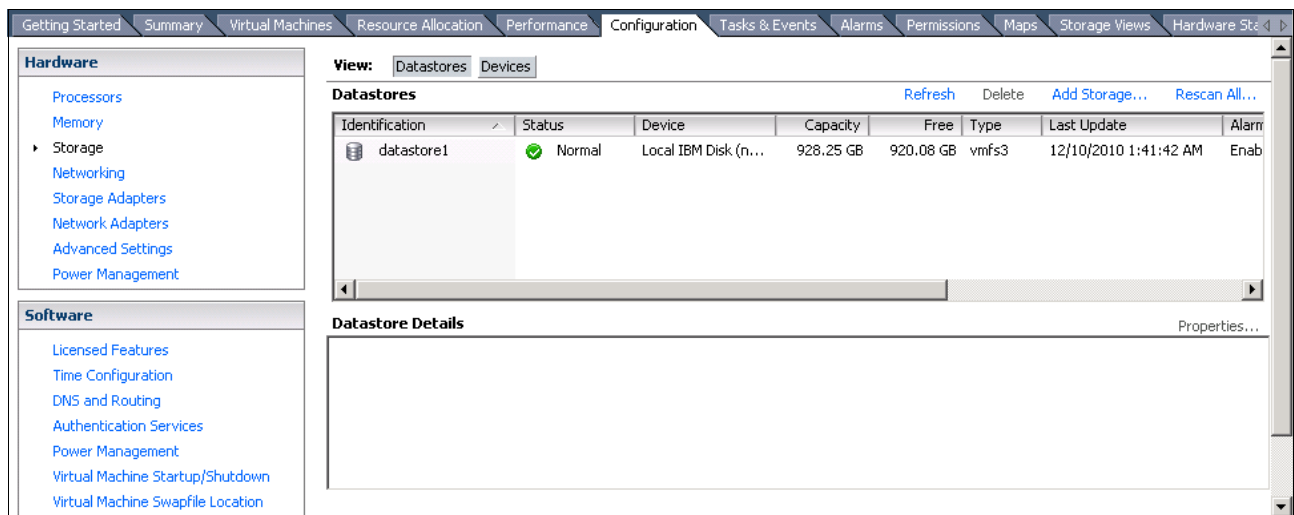 Getting Started Summary Virtual Machines Resource Allocation Performance Configuration Tasks & Events Alarms Permissions Maps Storage Views Hardware Sta
Hardware
Processors
Memory
Storage
Networking
Storage Adapters
Network Adapters
Advanced Settings
Power Management
Software
Licensed Features
Time Configuration
DNS and Routing
Authentication Services
Power Management
Virtual Machine Startup/Shutdown
Virtual Machine Swapfile Location
View: Datastores Devices
Datastores Refresh Delete Add Storage... Rescan All...
Identification Status Device Capacity Free Type Last Update Alarm
datastore1 Normal Local IBM Disk (n... 928.25 GB 920.08 GB vmfs3 12/10/2010 1:41:42 AM Enab
Datastore Details Properties...